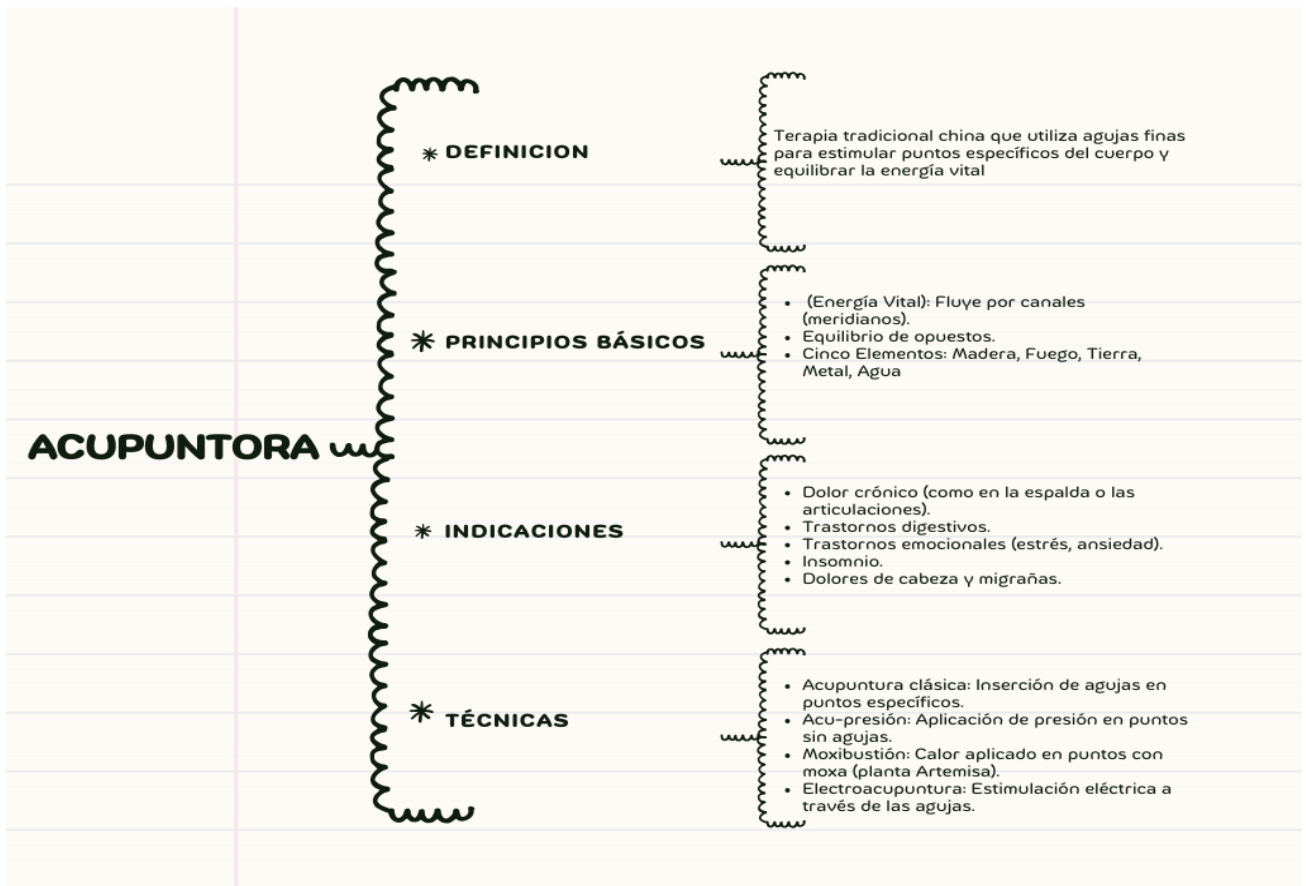 DEFINICION
Terapia tradicional china que utiliza agujas finas
para estimular puntos específicos del cuerpo y
equilibrar la energía vital
PRINCIPIOS BÁSICOS
• (Energía Vital): Fluye por canales
(meridianos).
• Equilibrio de opuestos.
• Cinco Elementos: Madera, Fuego, Tierra,
Metal, Agua
ACUPUNTORA
INDICACIONES
• Dolor crónico (como en la espalda o las
articulaciones).
• Trastornos digestivos.
• Trastornos emocionales (estrés, ansiedad).
• Insomnio.
• Dolores de cabeza y migrañas.
TÉCNICAS
• Acupuntura clásica: Inserción de agujas en
puntos específicos.
• Acu-presión: Aplicación de presión en puntos
sin agujas.
• Moxibustión: Calor aplicado en puntos con
moxa (planta Artemisa).
• Electroacupuntura: Estimulación eléctrica a
través de las agujas.